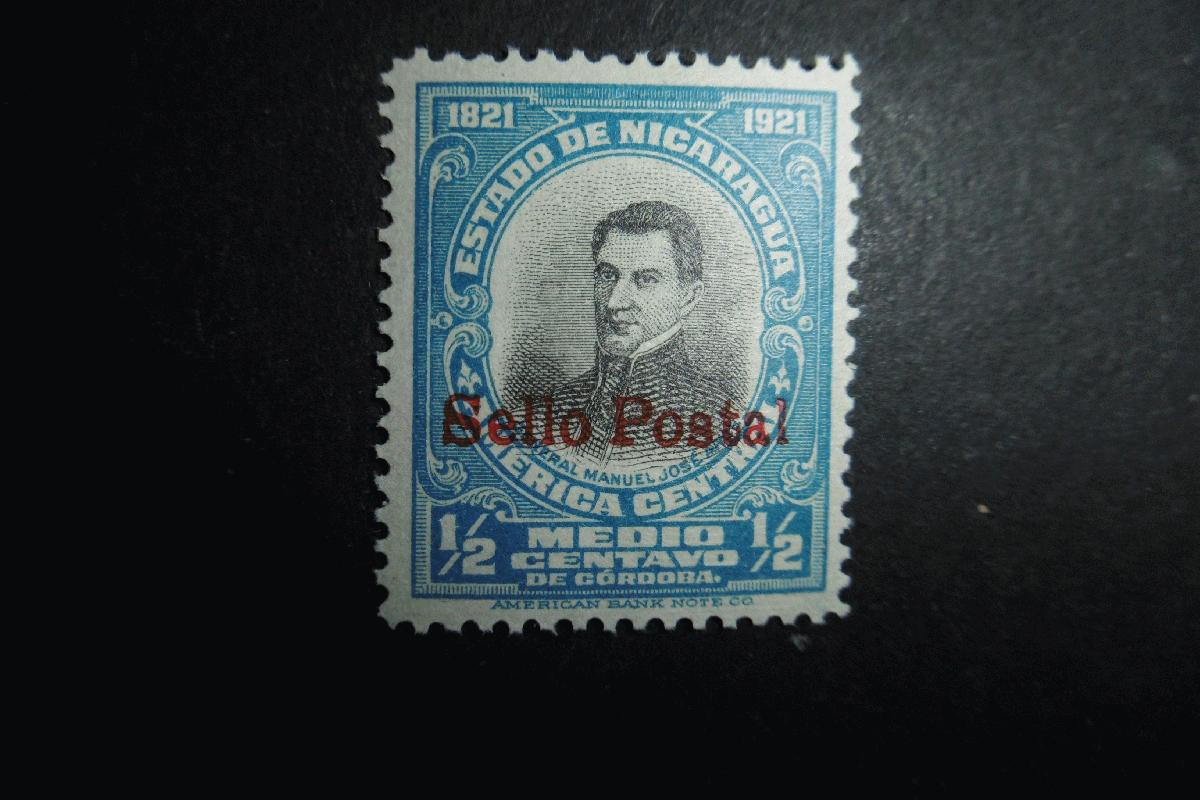 1821 1921
ESTADO DE NICARAGUA
Sello Postal
MANUEL JOSÉ
AMERICA CENTRAL
1/2 MEDIO 1/2
CENTAVO
DE CÓRDOBA.
AMERICAN BANK NOTE CO.